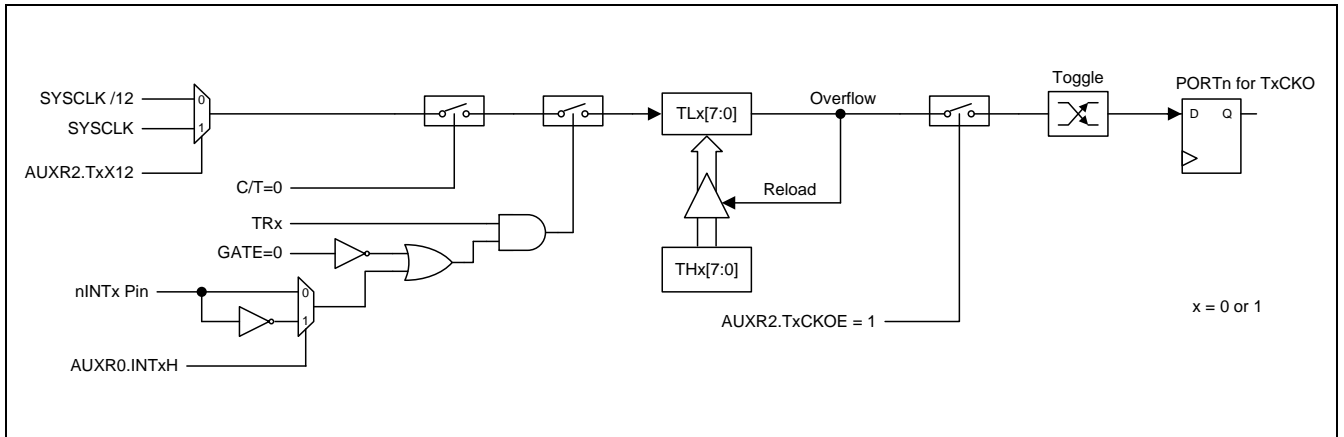 SYSCLK /12
SYSCLK
AUXR2.TxX12
0
1
C/T=0
TRx
GATE=0
nINTx Pin
0
1
AUXR0.INTxH
TLx[7:0]
Overflow
Reload
THx[7:0]
AUXR2.TxCKOE = 1
Toggle
PORTn for TxCKO
D Q
x = 0 or 1